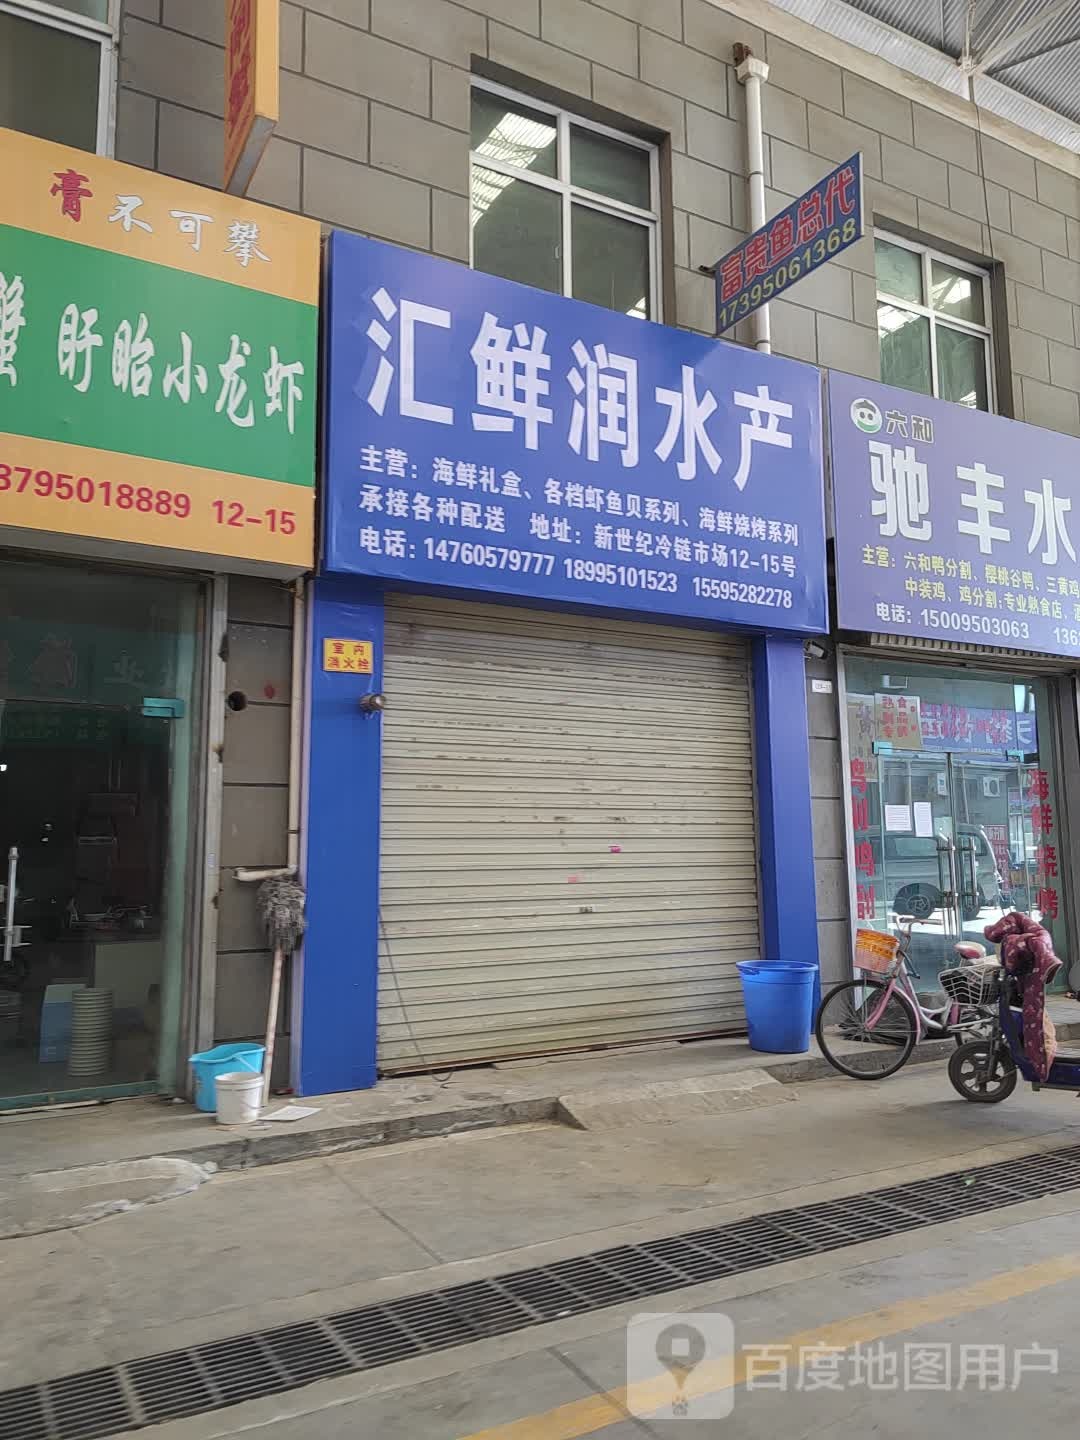 膏不可攀
蟹 盱眙小龙虾
8795018889 12-15
富贵鱼总代
17395061368
汇鲜润水产
主营：海鲜礼盒、各档虾鱼贝系列、海鲜烧烤系列
承接各种配送 地址：新世纪冷链市场12-15号
电话：14760579777 18995101523 15595282278
室内
消火栓
六和
驰丰水
主营：六和鸭分割、樱桃谷鸭、三黄鸡
中装鸡、鸡分割；专业熟食店、
电话：15009503063 136
海鲜烧烤
百度地图用户